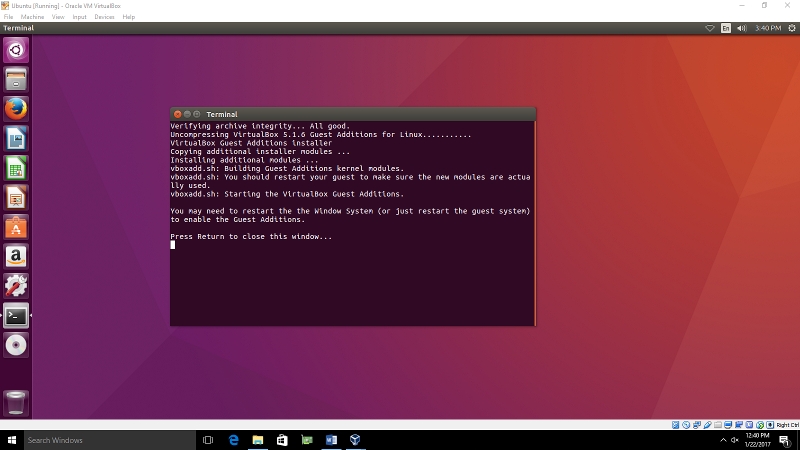 Ubuntu [Running] - Oracle VM VirtualBox
File Machine View Input Devices Help
Terminal
En
3:40 PM
Terminal
Verifying archive integrity... All good.
Uncompressing VirtualBox 5.1.6 Guest Additions for Linux...........
VirtualBox Guest Additions installer
Copying additional installer modules ...
Installing additional modules ...
vboxadd.sh: Building Guest Additions kernel modules.
vboxadd.sh: You should restart your guest to make sure the new modules are actua
lly used.
vboxadd.sh: Starting the VirtualBox Guest Additions.
You may need to restart the the Window System (or just restart the guest system)
to enable the Guest Additions.
Press Return to close this window...
Right Ctrl
Search Windows
12:40 PM
1/22/2017